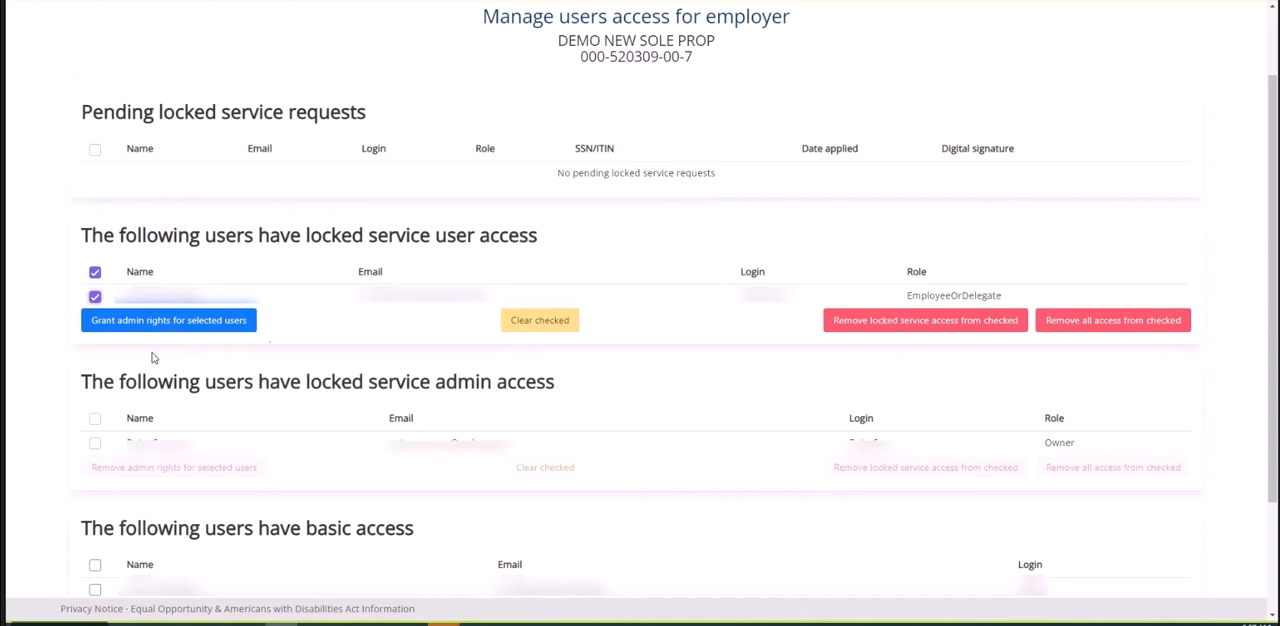 Manage users access for employer
DEMO NEW SOLE PROP
000-520309-00-7
Pending locked service requests
Name Email Login Role SSN/ITIN Date applied Digital signature
No pending locked service requests
The following users have locked service user access
Name Email Login Role
EmployeeOrDelegate
Grant admin rights for selected users Clear checked Remove locked service access from checked Remove all access from checked
The following users have locked service admin access
Name Email Login Role
Owner
Remove admin rights for selected users Clear checked Remove locked service access from checked Remove all access from checked
The following users have basic access
Name Email Login
Privacy Notice - Equal Opportunity & Americans with Disabilities Act Information